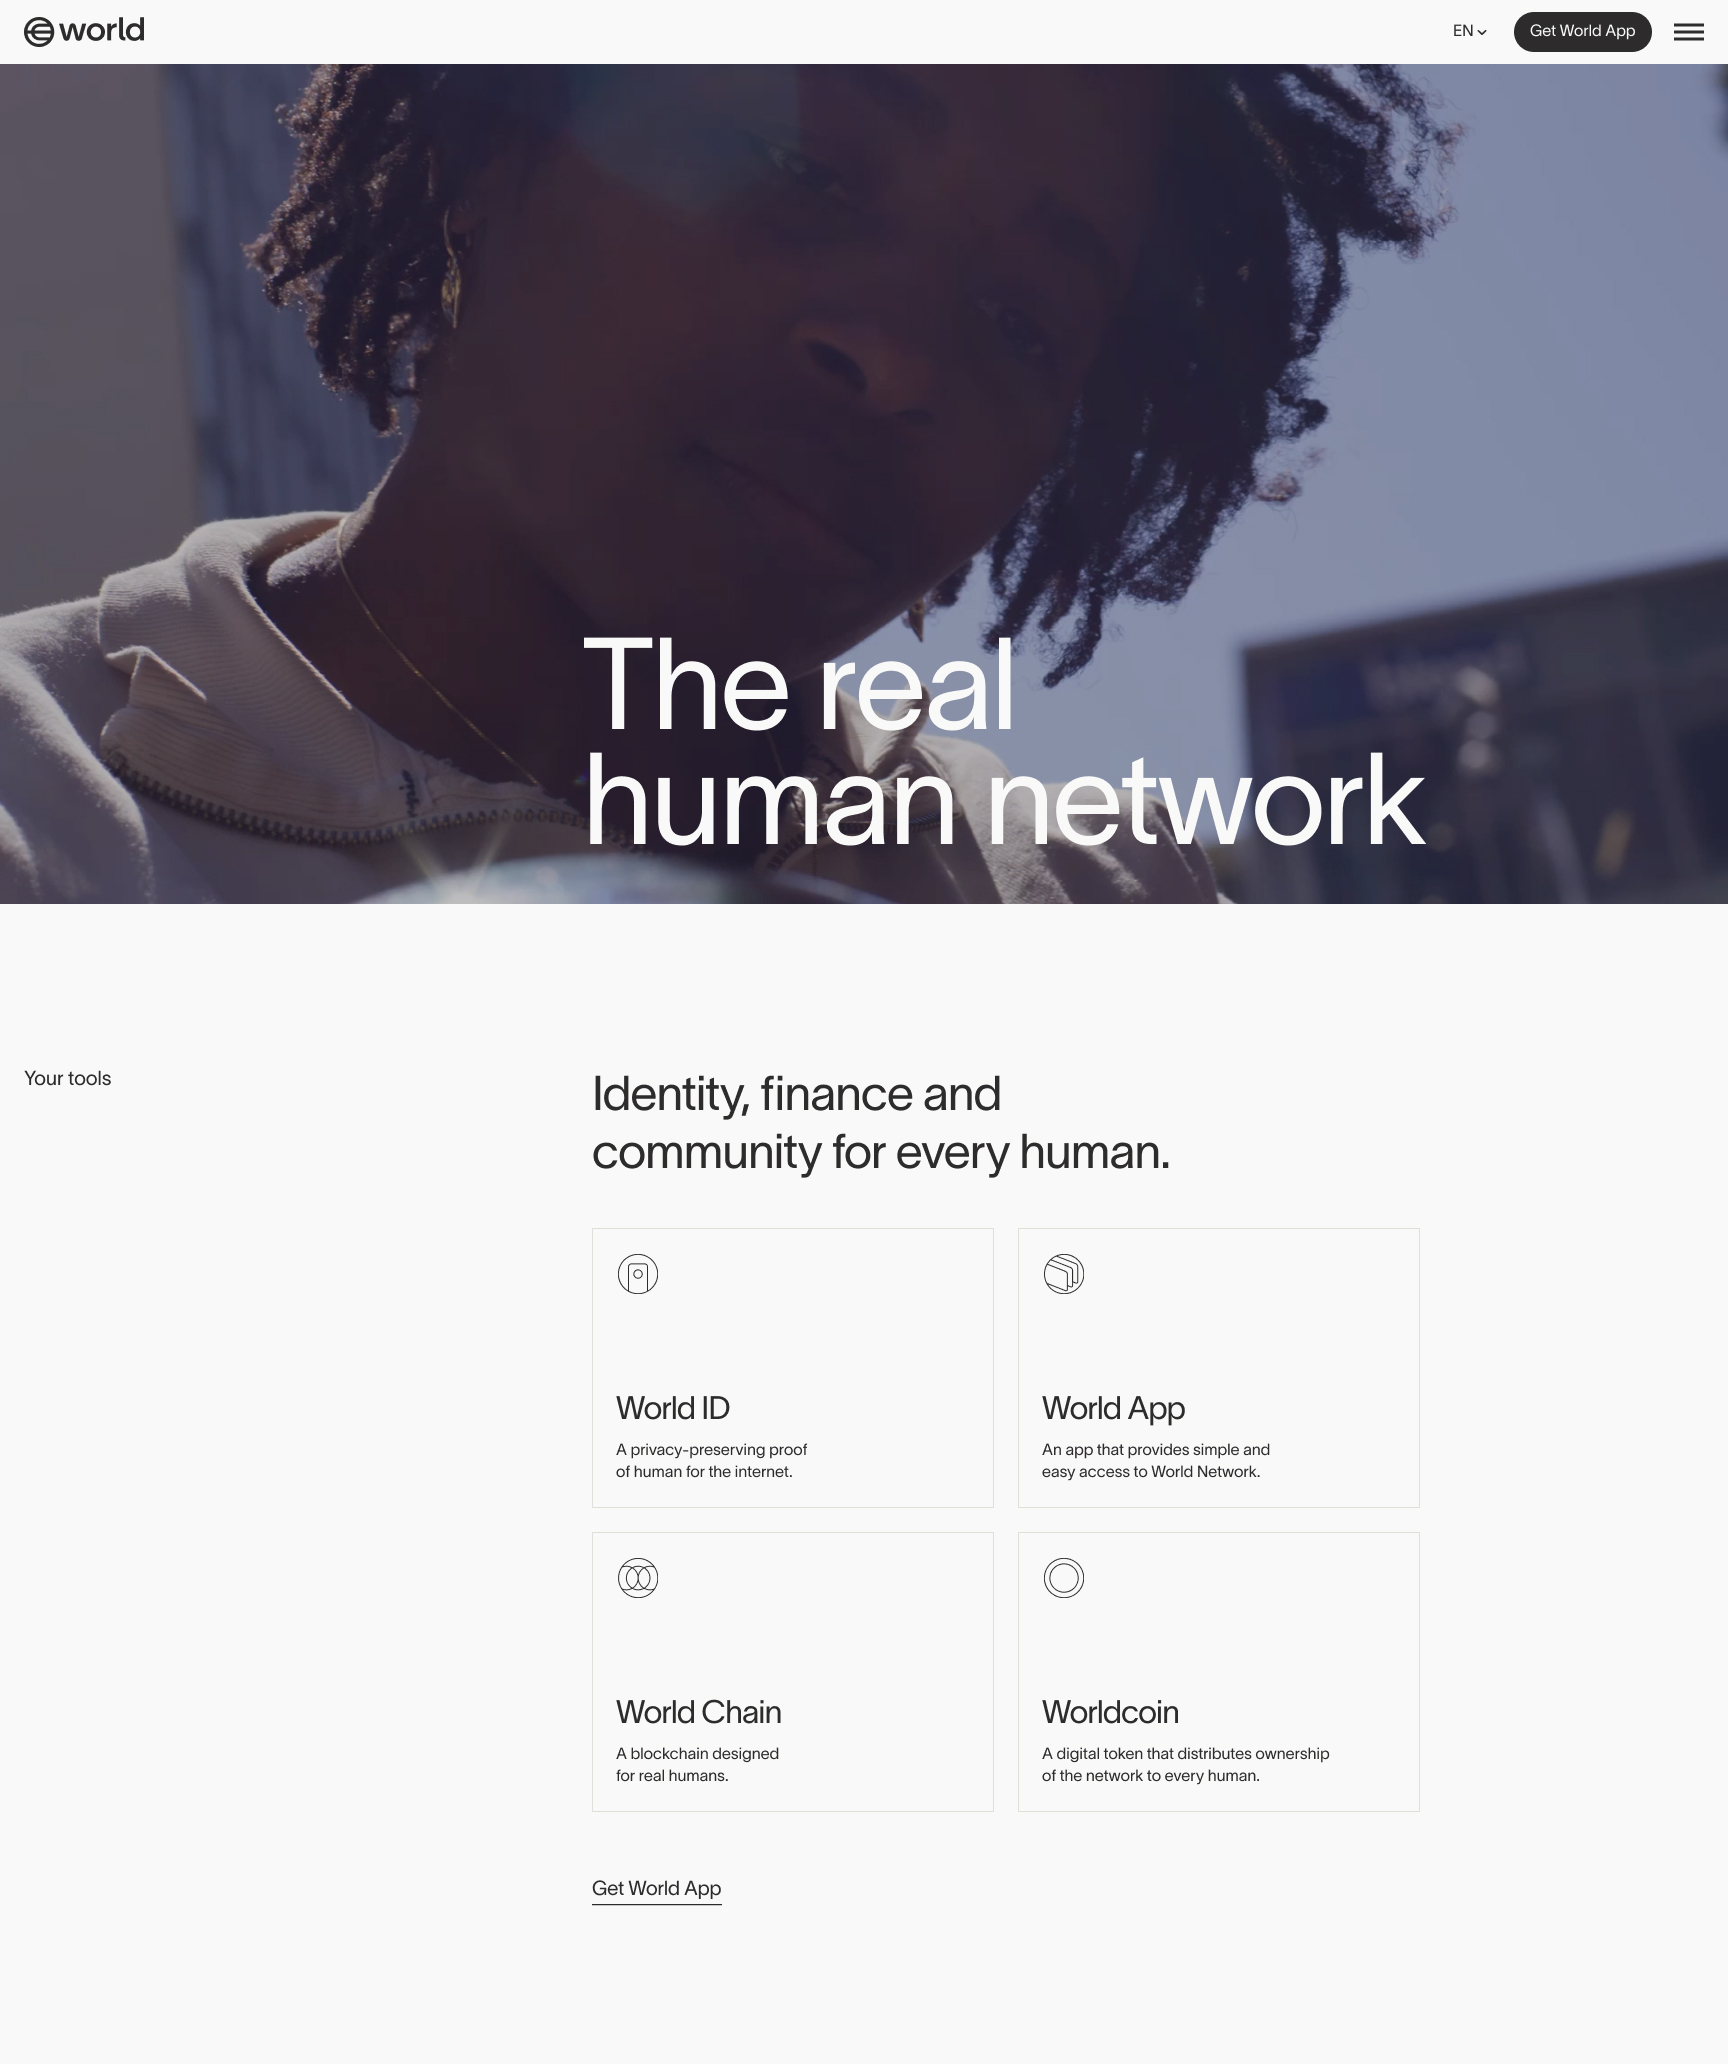 world
EN
Get World App
The real
human network
Your tools
Identity, finance and
community for every human.
World ID
A privacy-preserving proof
of human for the internet.
World App
An app that provides simple and
easy access to World Network.
World Chain
A blockchain designed
for real humans.
Worldcoin
A digital token that distributes ownership
of the network to every human.
Get World App